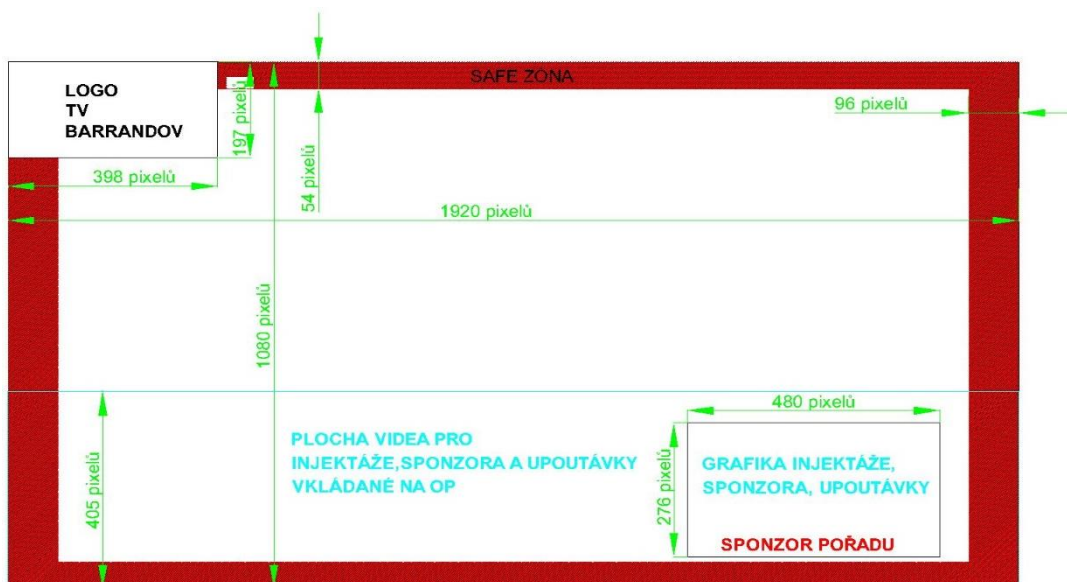 SAFE ZÓNA
LOGO
TV
BARRANDOV
197 pixelů
96 pixelů
54 pixelů
398 pixelů
1920 pixelů
1080 pixelů
480 pixelů
405 pixelů
PLOCHA VIDEA PRO
INJEKTÁŽE,SPONZORA A UPOUTÁVKY
VKLÁDANÉ NA OP
276 pixelů
GRAFIKA INJEKTÁŽE,
SPONZORA, UPOUTÁVKY
SPONZOR POŘADU